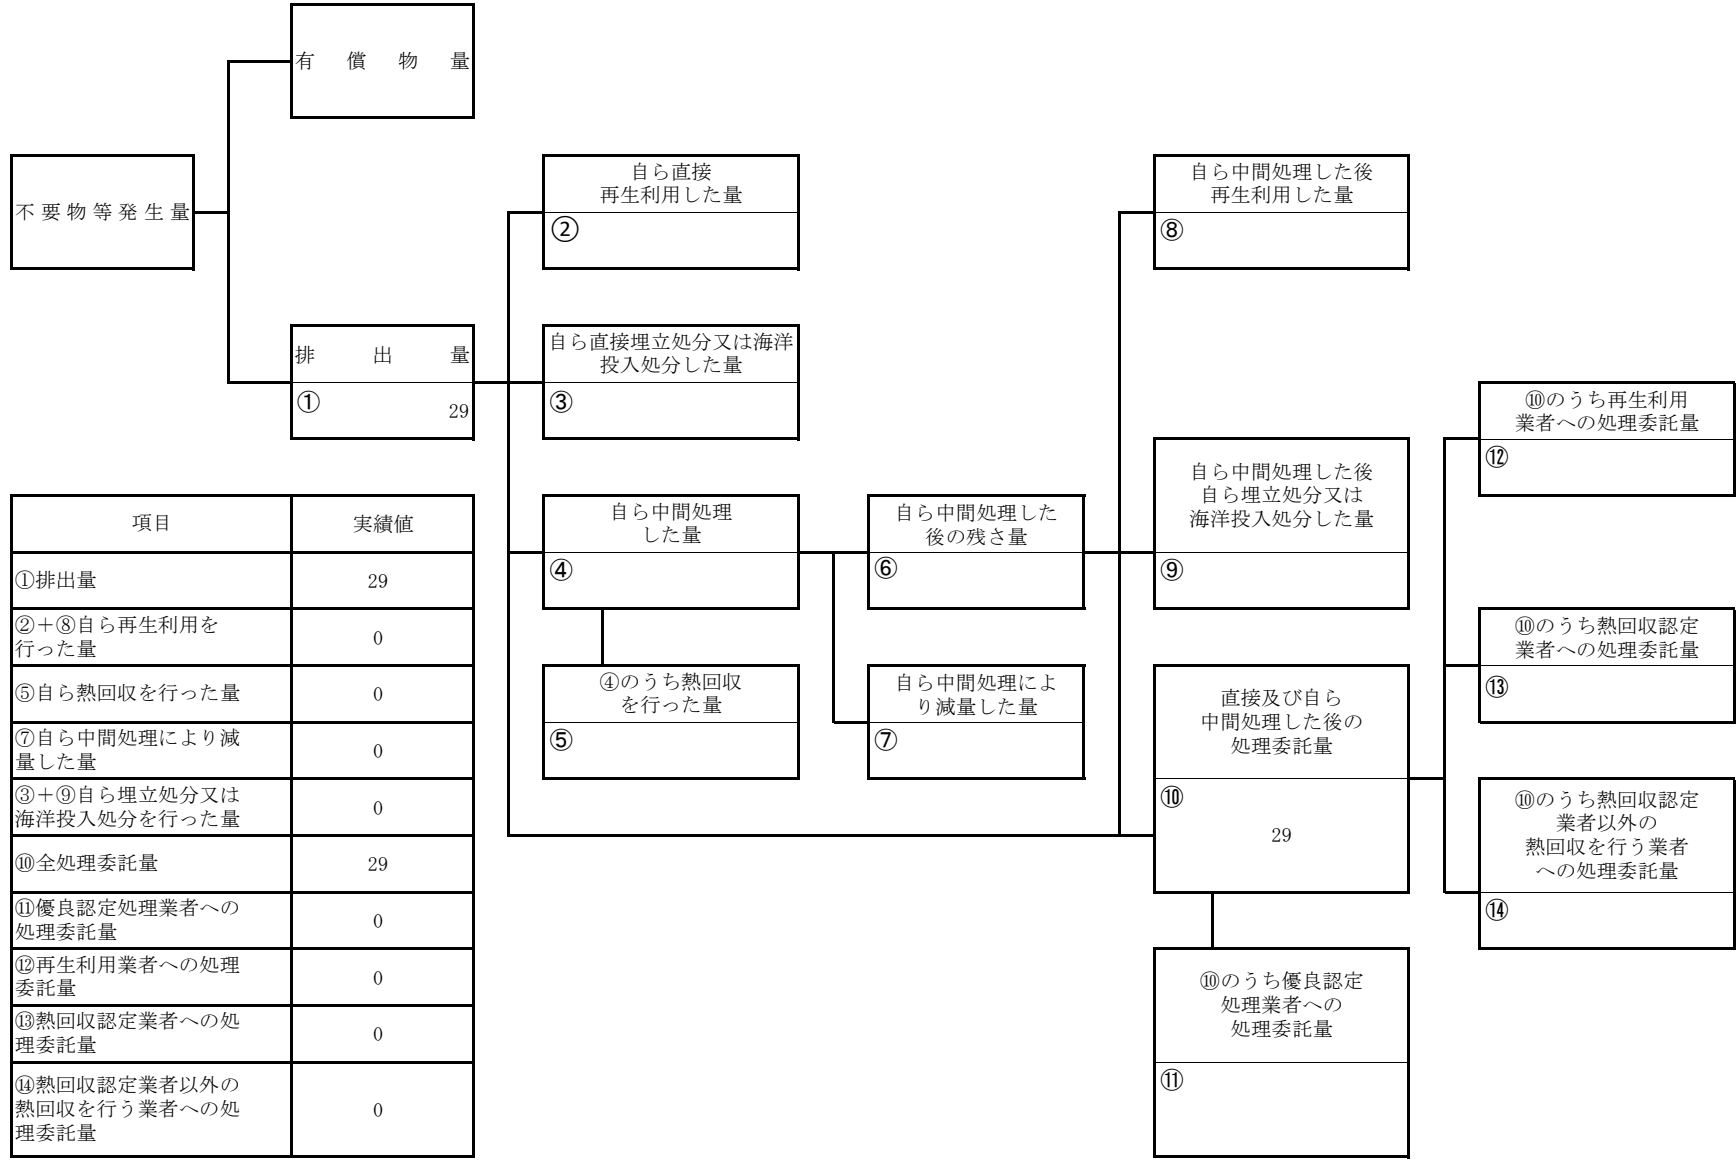 有償物量
不要物等発生量
排出量
①
29
自ら直接
再生利用した量
②
自ら直接埋立処分又は海洋
投入処分した量
③
自ら中間処理
した量
④
④のうち熱回収
を行った量
⑤
自ら中間処理した
後の残さ量
⑥
自ら中間処理によ
り減量した量
⑦
自ら中間処理した後
再生利用した量
⑧
自ら中間処理した後
自ら埋立処分又は
海洋投入処分した量
⑨
直接及び自ら
中間処理した後の
処理委託量
⑩
29
⑩のうち優良認定
処理業者への
処理委託量
⑪
⑩のうち再生利用
業者への処理委託量
⑫
⑩のうち熱回収認定
業者への処理委託量
⑬
⑩のうち熱回収認定
業者以外の
熱回収を行う業者
への処理委託量
⑭
項目 実績値
①排出量 29
②＋⑧自ら再生利用を
行った量 0
⑤自ら熱回収を行った量 0
⑦自ら中間処理により減
量した量 0
③＋⑨自ら埋立処分又は
海洋投入処分を行った量 0
⑩全処理委託量 29
⑪優良認定処理業者への
処理委託量 0
⑫再生利用業者への処理
委託量 0
⑬熱回収認定業者への処
理委託量 0
⑭熱回収認定業者以外の
熱回収を行う業者への処
理委託量 0